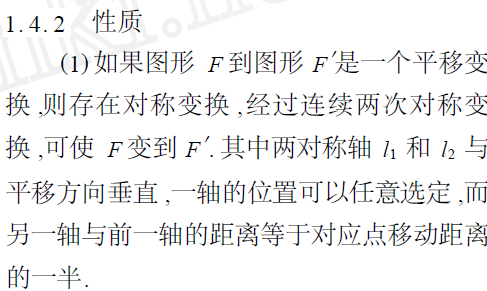 1.4.2 性质
(1)如果图形 F 到图形 F′是一个平移变
换,则存在对称变换,经过连续两次对称变
换,可使 F 变到 F′.其中两对称轴 l₁ 和 l₂ 与
平移方向垂直,一轴的位置可以任意选定,而
另一轴与前一轴的距离等于对应点移动距离
的一半.